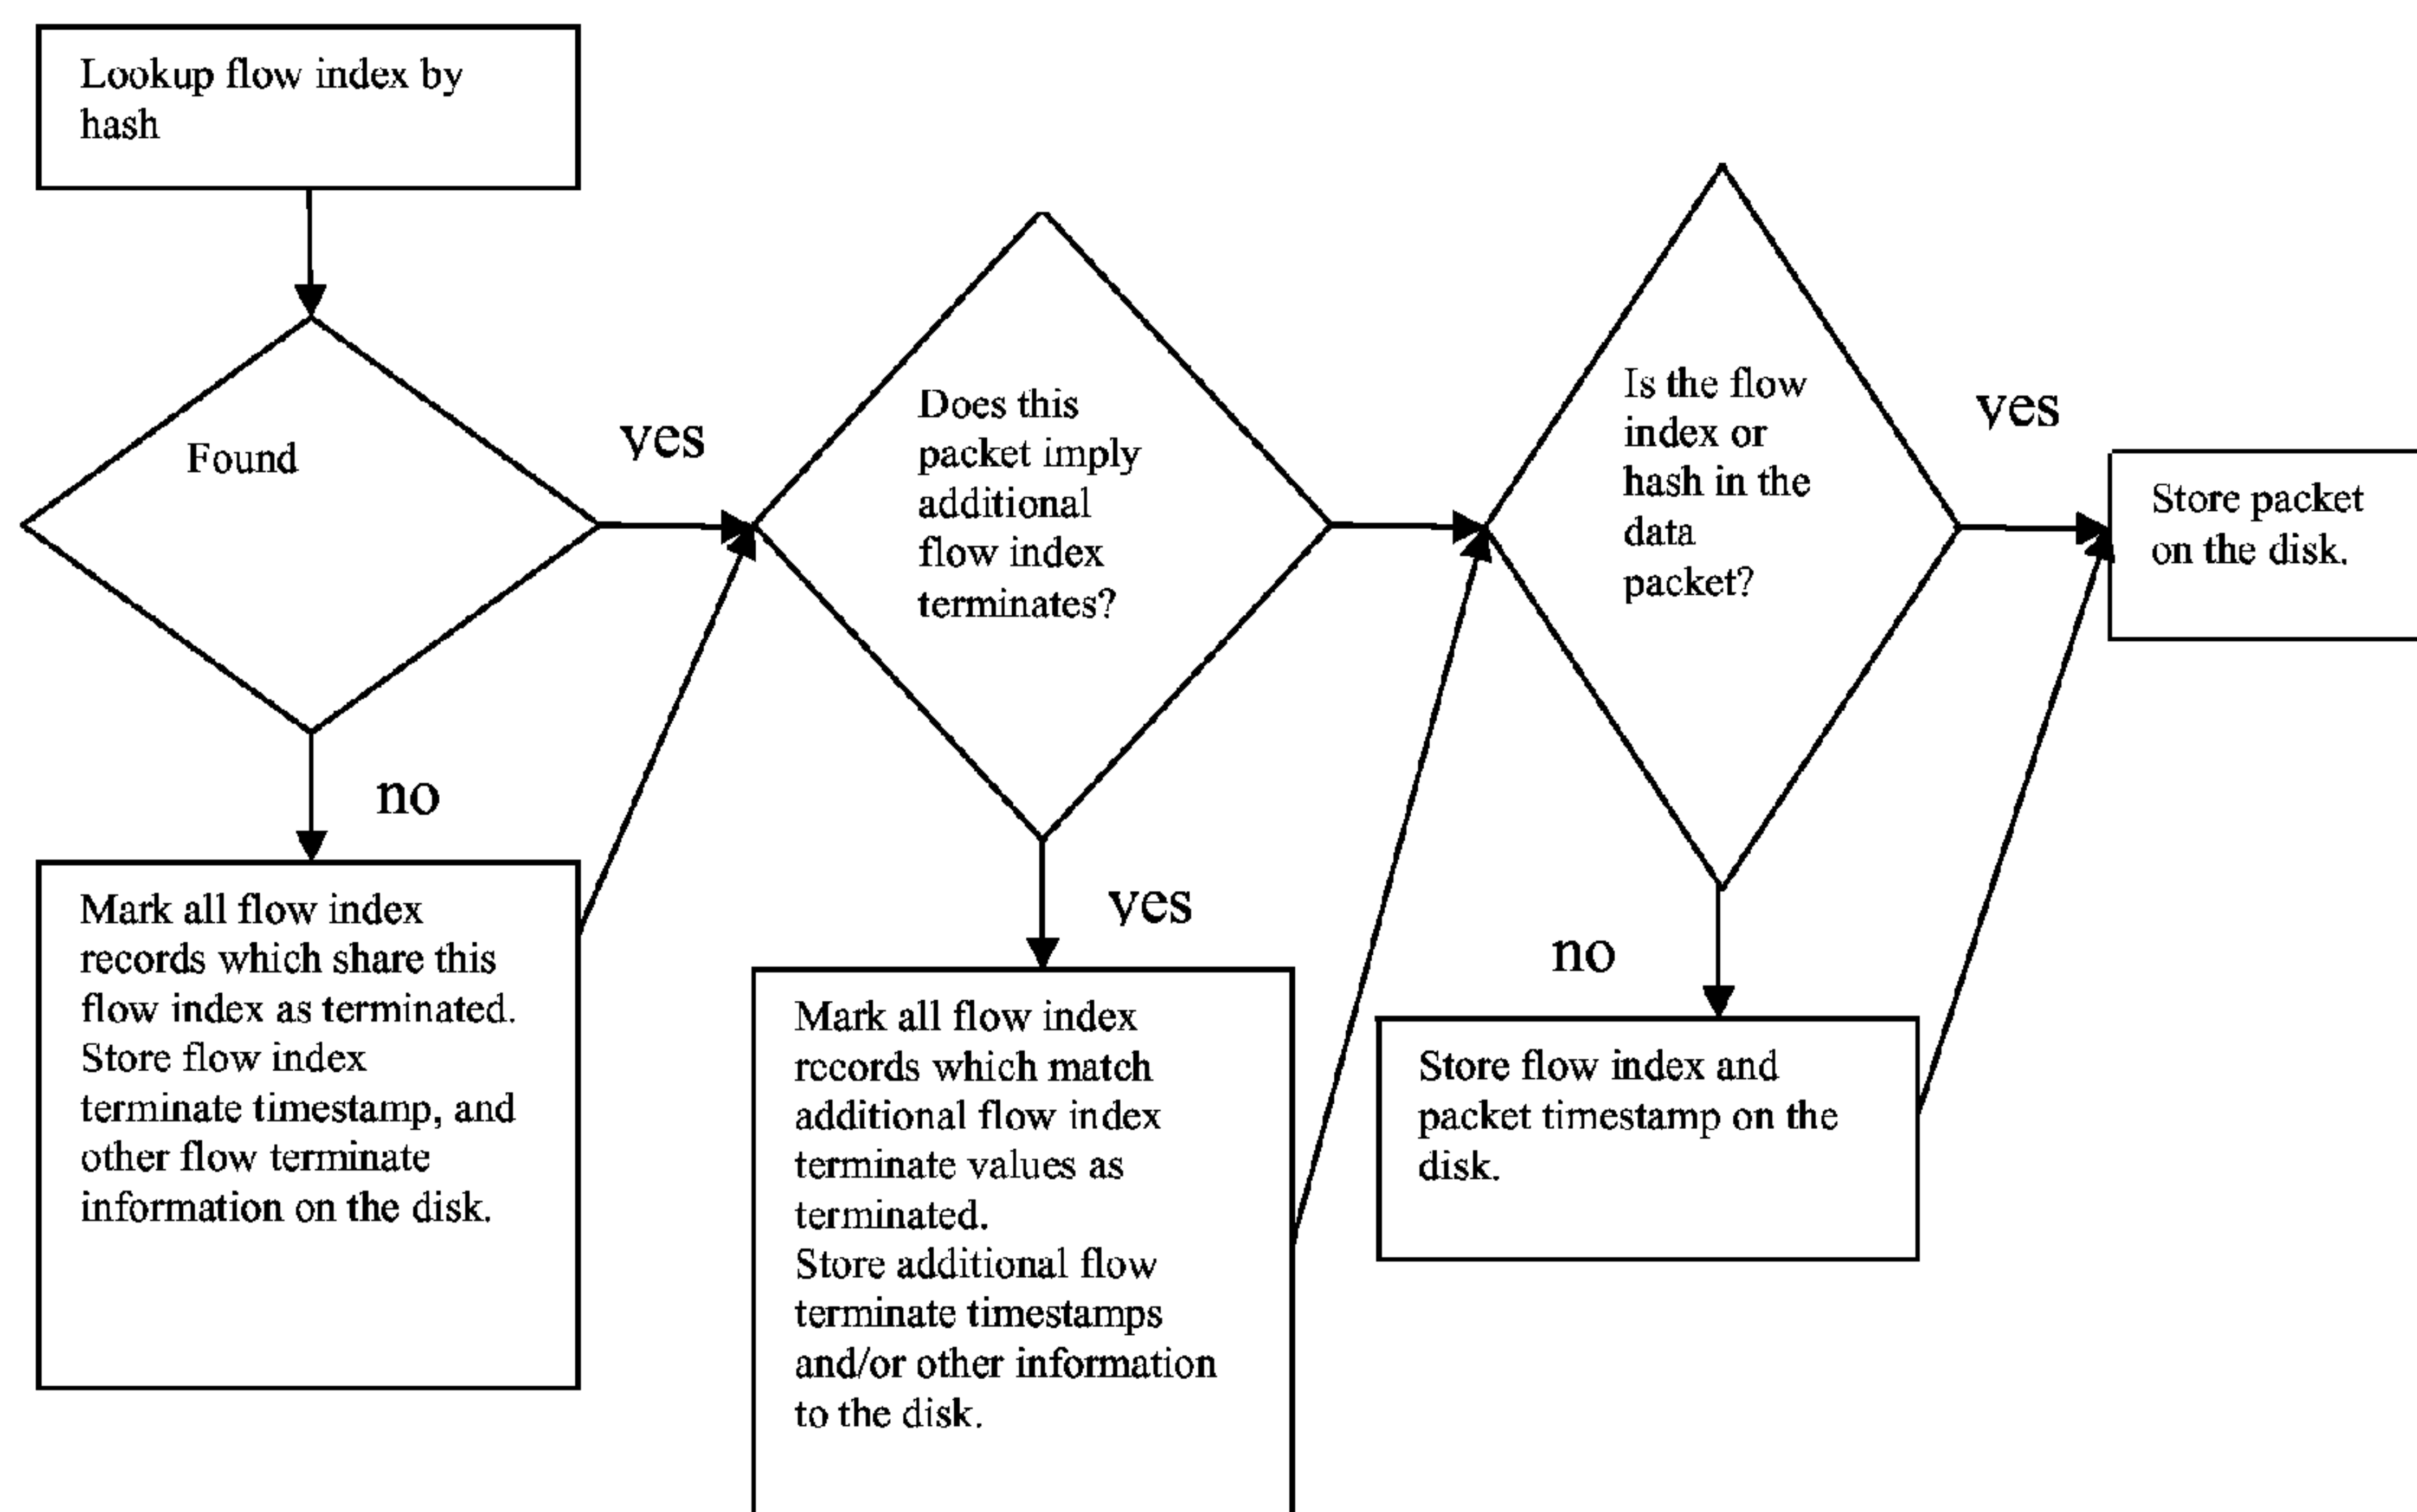 Lookup flow index by
hash
Found
yes
no
Mark all flow index
records which share this
flow index as terminated.
Store flow index
terminate timestamp, and
other flow terminate
information on the disk.
Does this
packet imply
additional
flow index
terminates?
yes
Mark all flow index
records which match
additional flow index
terminate values as
terminated.
Store additional flow
terminate timestamps
and/or other information
to the disk.
Is the flow
index or
hash in the
data
packet?
yes
no
Store flow index and
packet timestamp on the
disk.
Store packet
on the disk.